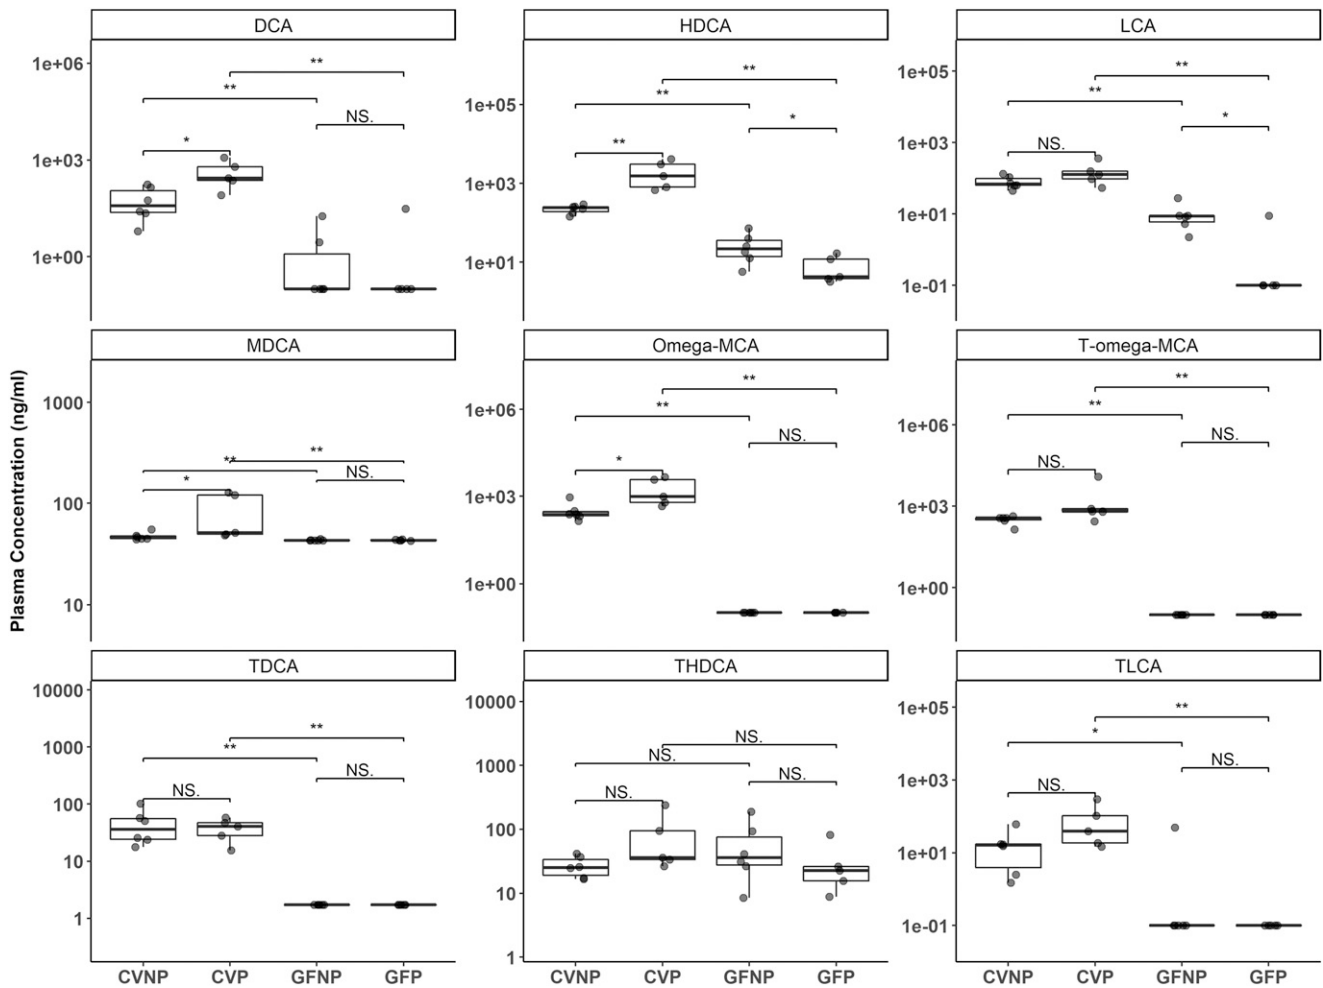 DCA
HDCA
LCA
1e+06
1e+03
1e+00
**
**
NS.
*
1e+05
1e+03
1e+01
**
**
*
**
1e+05
1e+03
1e+01
1e-01
**
**
*
NS.
MDCA
Omega-MCA
T-omega-MCA
Plasma Concentration (ng/ml)
1000
100
10
**
**
NS.
*
1e+06
1e+03
1e+00
**
**
NS.
*
1e+06
1e+03
1e+00
**
**
NS.
NS.
TDCA
THDCA
TLCA
10000
1000
100
10
1
**
**
NS.
NS.
10000
1000
100
10
1
NS.
NS.
NS.
NS.
1e+05
1e+03
1e+01
1e-01
**
*
NS.
NS.
CVNP CVP GFNP GFP
CVNP CVP GFNP GFP
CVNP CVP GFNP GFP